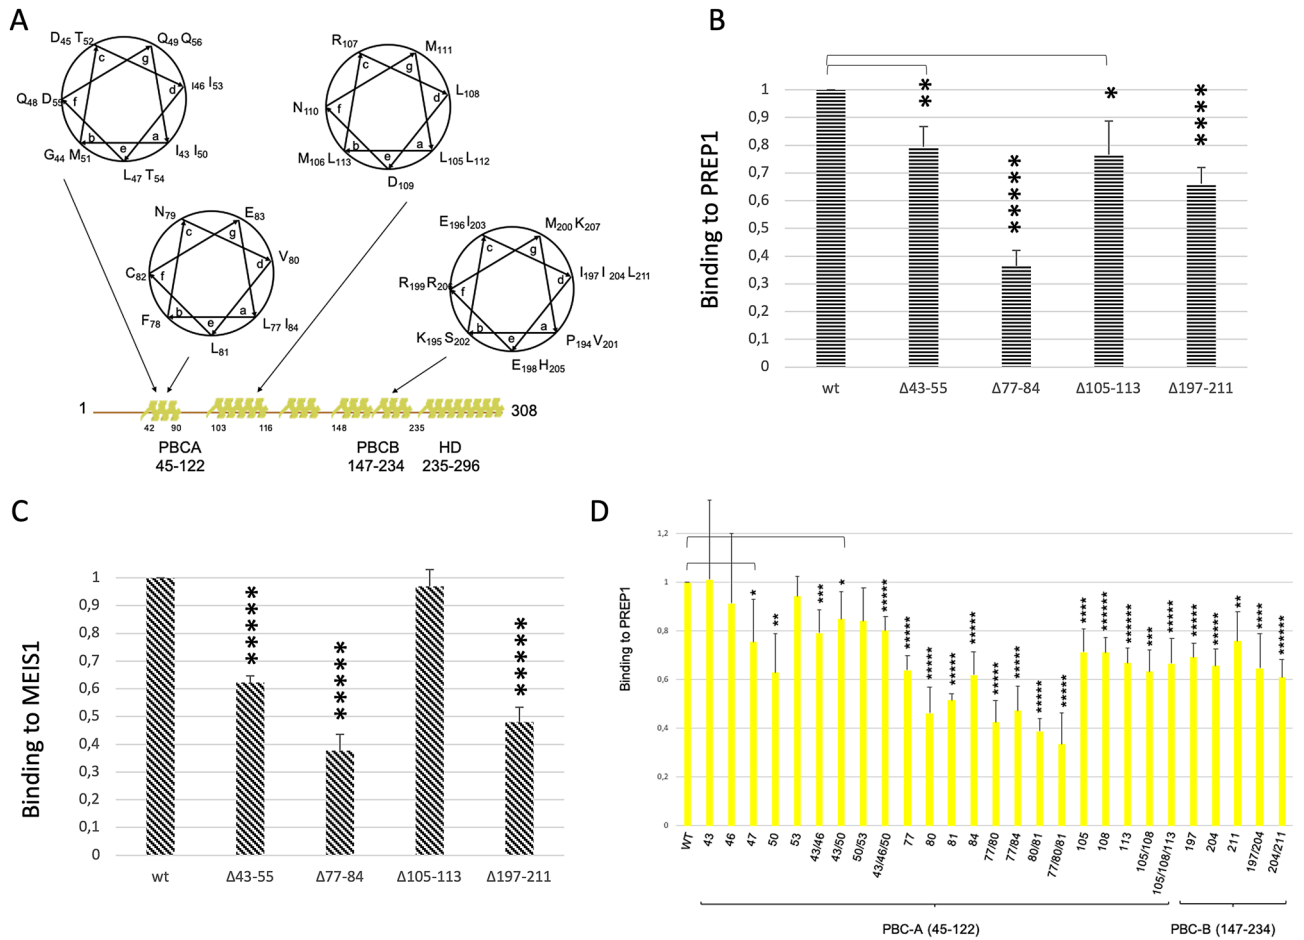 A
D45 T52
Q49 Q56
c
g
I46 I53
d
Q48 D55
f
b
a
e
G44 M51
I43 I50
L47 T54
R107
M111
c
g
L108
d
N110
f
b
a
e
M106 L113
L105 L112
D109
N79
E83
c
g
V80
d
C82
f
b
a
e
F78
L77 I84
L81
E196 I203
M200 K207
c
g
I197 I 204 L211
d
R199 R20
f
b
a
e
K195 S202
P194 V201
E198 H205
1
308
42 90 103 116 148 235
PBCA PBCB HD
45-122 147-234 235-296
B
Binding to PREP1
1
0,9
0,8
0,7
0,6
0,5
0,4
0,3
0,2
0,1
0
**
*****
*
****
wt Δ43-55 Δ77-84 Δ105-113 Δ197-211
C
Binding to MEIS1
1
0,9
0,8
0,7
0,6
0,5
0,4
0,3
0,2
0,1
0
*****
*****
*****
wt Δ43-55 Δ77-84 Δ105-113 Δ197-211
D
Binding to PREP1
1,2
1
0,8
0,6
0,4
0,2
0
*
**
***
*
*****
*****
*****
*****
*****
*****
*****
*****
*****
****
******
******
***
****
****
*****
**
****
******
WT 43 46 47 50 53 43/46 43/50 50/53 43/46/50 77 80 81 84 77/80 77/84 80/81 77/80/81 105 108 113 105/108 105/108/113 197 204 211 197/204 204/211
PBC-A (45-122) PBC-B (147-234)